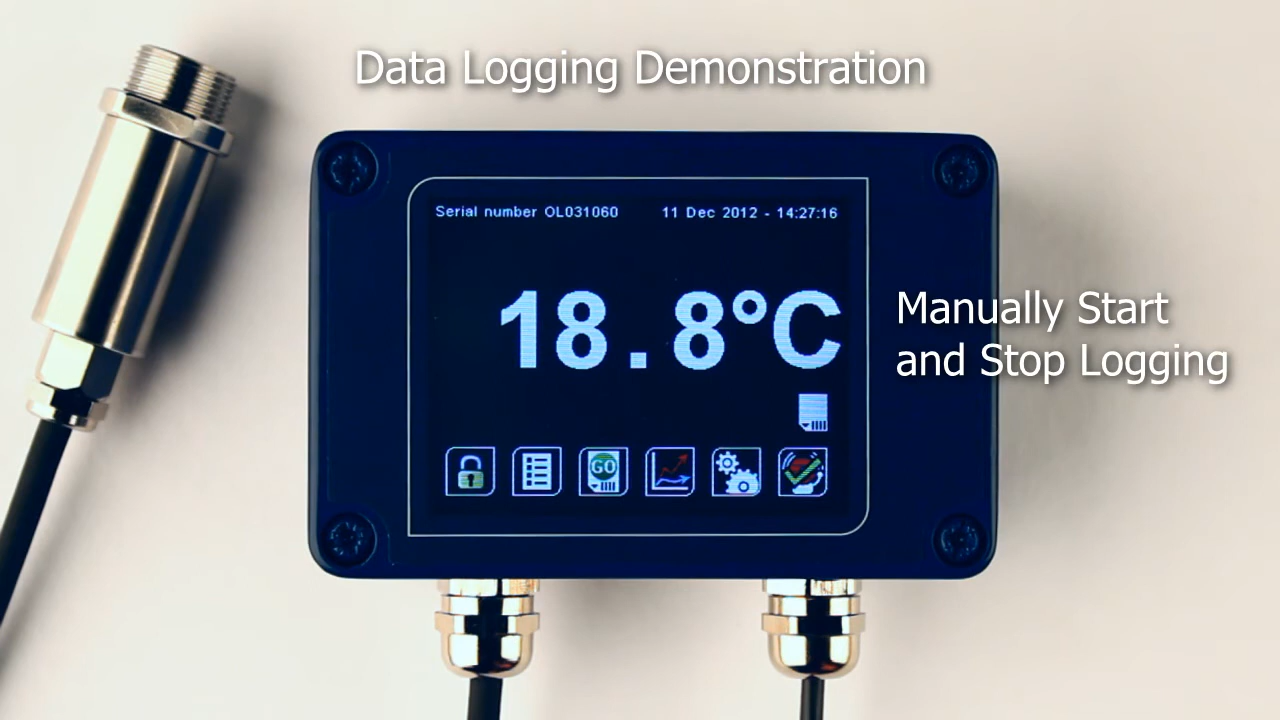 Data Logging Demonstration
Serial number OL031060 11 Dec 2012 - 14:27:16
18.8°C
Manually Start
and Stop Logging
GO